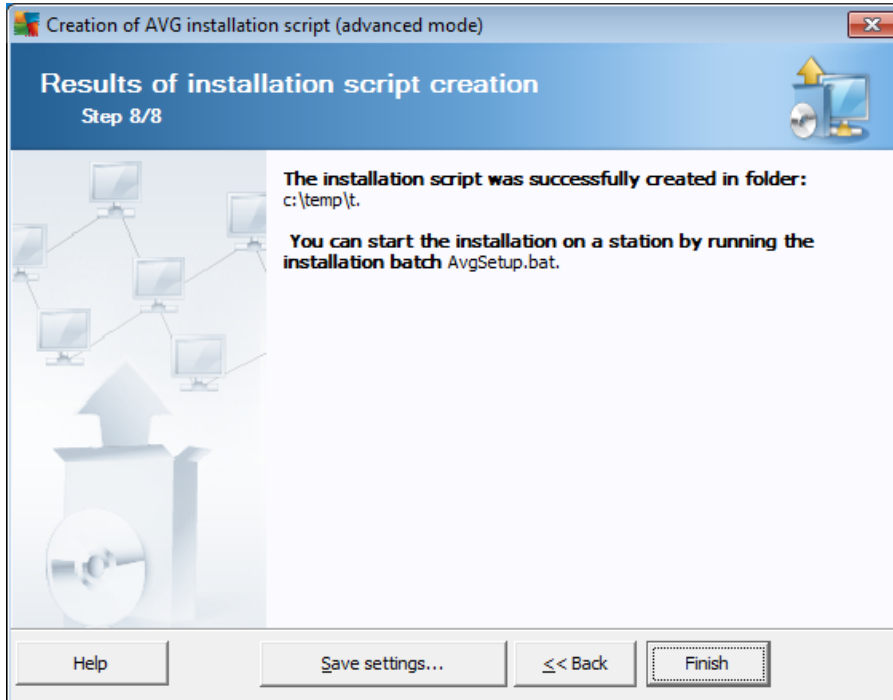 Creation of AVG installation script (advanced mode)
Results of installation script creation
Step 8/8
The installation script was successfully created in folder:
c:\temp\t.
You can start the installation on a station by running the
installation batch AvgSetup.bat.
Help
Save settings...
<< Back
Finish